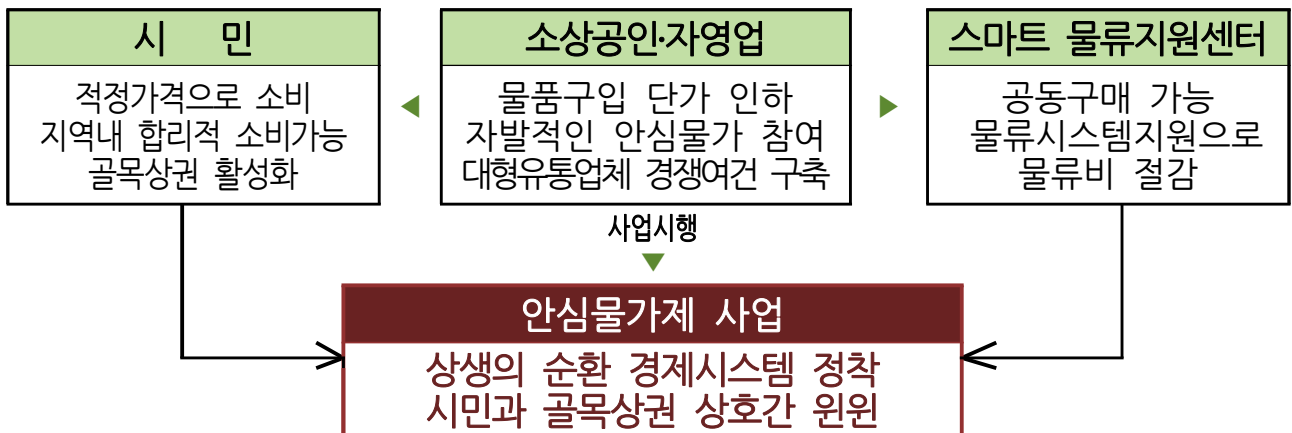 시 민
적정가격으로 소비
지역내 합리적 소비가능
골목상권 활성화
소상공인·자영업
물품구입 단가 인하
자발적인 안심물가 참여
대형유통업체 경쟁여건 구축
스마트 물류지원센터
공동구매 가능
물류시스템지원으로
물류비 절감
사업시행
안심물가제 사업
상생의 순환 경제시스템 정착
시민과 골목상권 상호간 윈윈